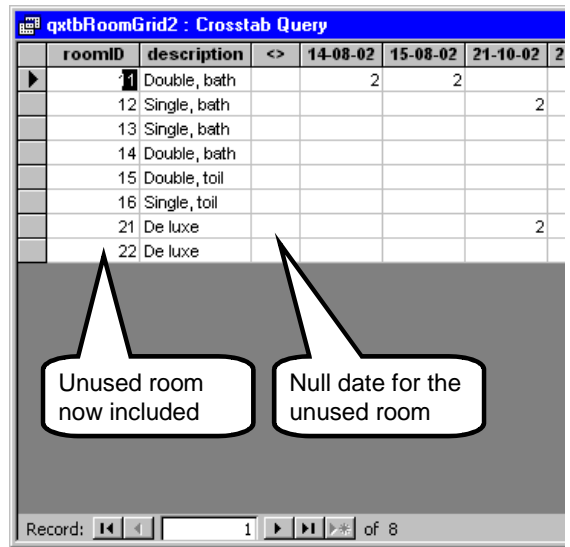 qxtbRoomGrid2 : Crosstab Query
roomID description <> 14-08-02 15-08-02 21-10-02 2
11 Double, bath 2 2
12 Single, bath 2
13 Single, bath
14 Double, bath
15 Double, toil
16 Single, toil
21 De luxe 2
22 De luxe
Unused room
now included
Null date for the
unused room
Record: 1 of 8